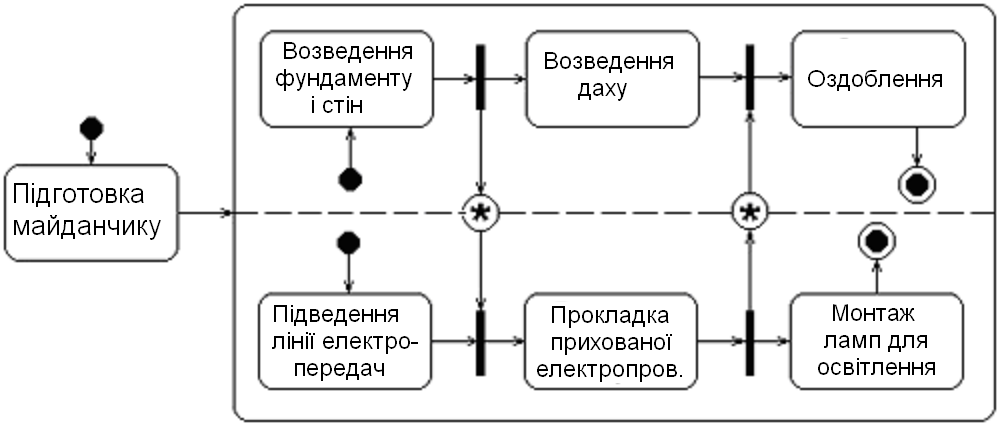 Возведення
фундаменту
і стін
Возведення
даху
Оздоблення
Підготовка
майданчику
*
*
Підведення
лінії електро-
передач
Прокладка
прихованої
електропров.
Монтаж
ламп для
освітлення